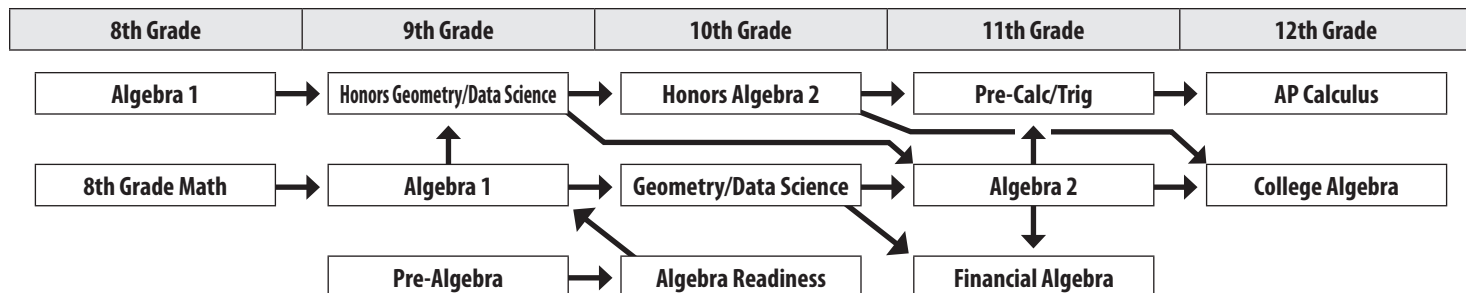 8th Grade 9th Grade 10th Grade 11th Grade 12th Grade
Algebra 1 Honors Geometry/Data Science Honors Algebra 2 Pre-Calc/Trig AP Calculus
8th Grade Math Algebra 1 Geometry/Data Science Algebra 2 College Algebra
Pre-Algebra Algebra Readiness Financial Algebra